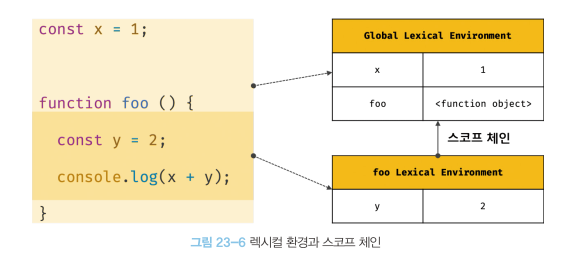 const x = 1;
function foo () {
const y = 2;
console.log(x + y);
}
Global Lexical Environment
x 1
foo <function object>
스코프 체인
foo Lexical Environment
y 2
그림 23-6 렉시컬 환경과 스코프 체인